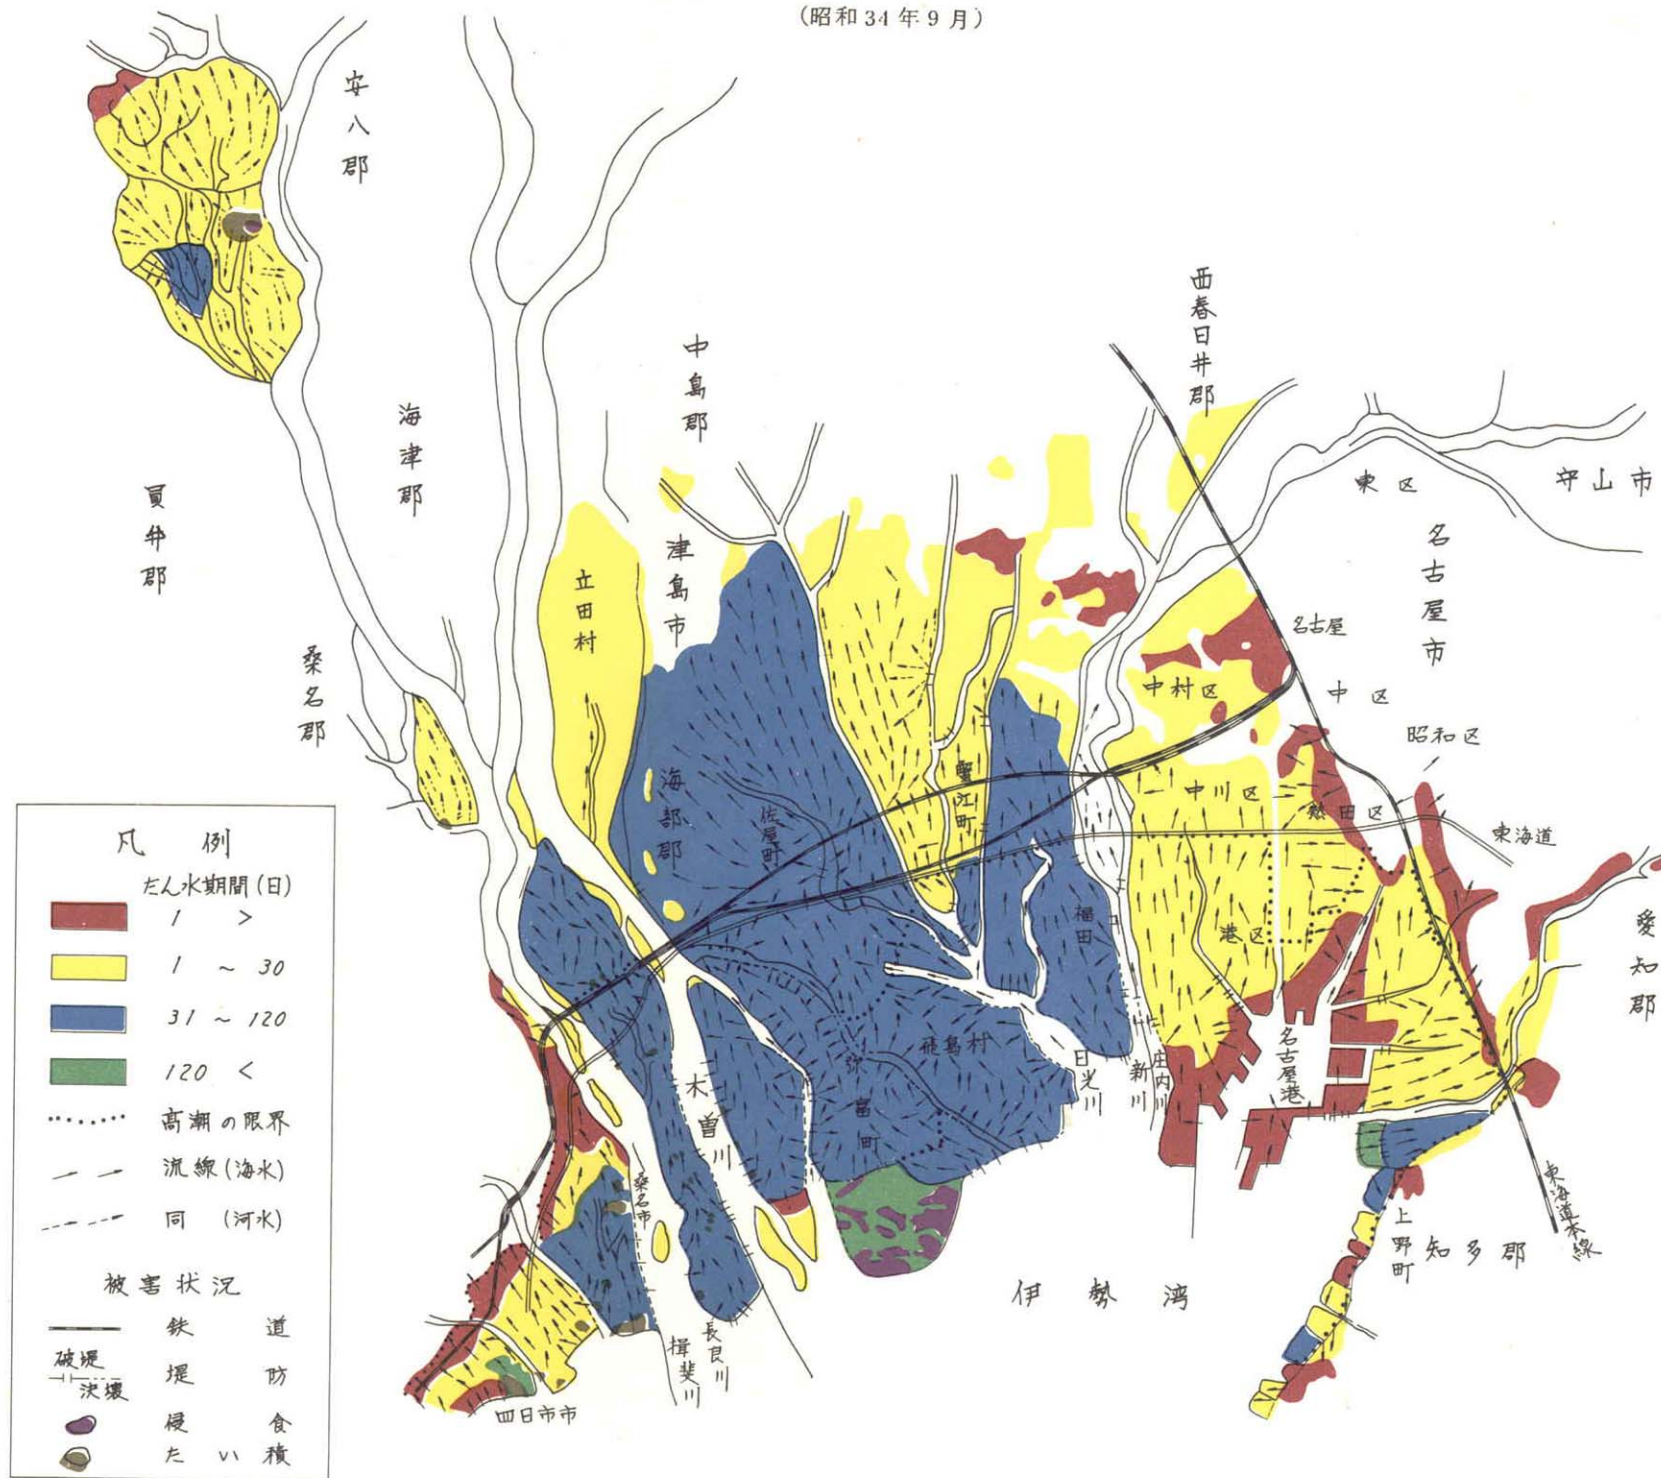 (昭和34年9月)
安八郡
西春日井郡
中島郡
海津郡
員弁郡
東区
守山市
名古屋市
津島市
立田村
桑名郡
名古屋
中村区
中区
昭和区
海部郡
佐屋町
蟹江町
中川区
熱田区
東海道
福田
港区
愛知郡
飛島村
弥富町
日光川
新川
庄内川
名古屋港
木曽川
桑名市
上野町
知多郡
東海道本線
伊勢湾
長良川
揖斐川
四日市市
凡例
たん水期間(日)
1 >
1 ~ 30
31 ~ 120
120 <
高潮の限界
流線(海水)
同 (河水)
被害状況
鉄道
破堤
決壊
堤防
侵食
たい積